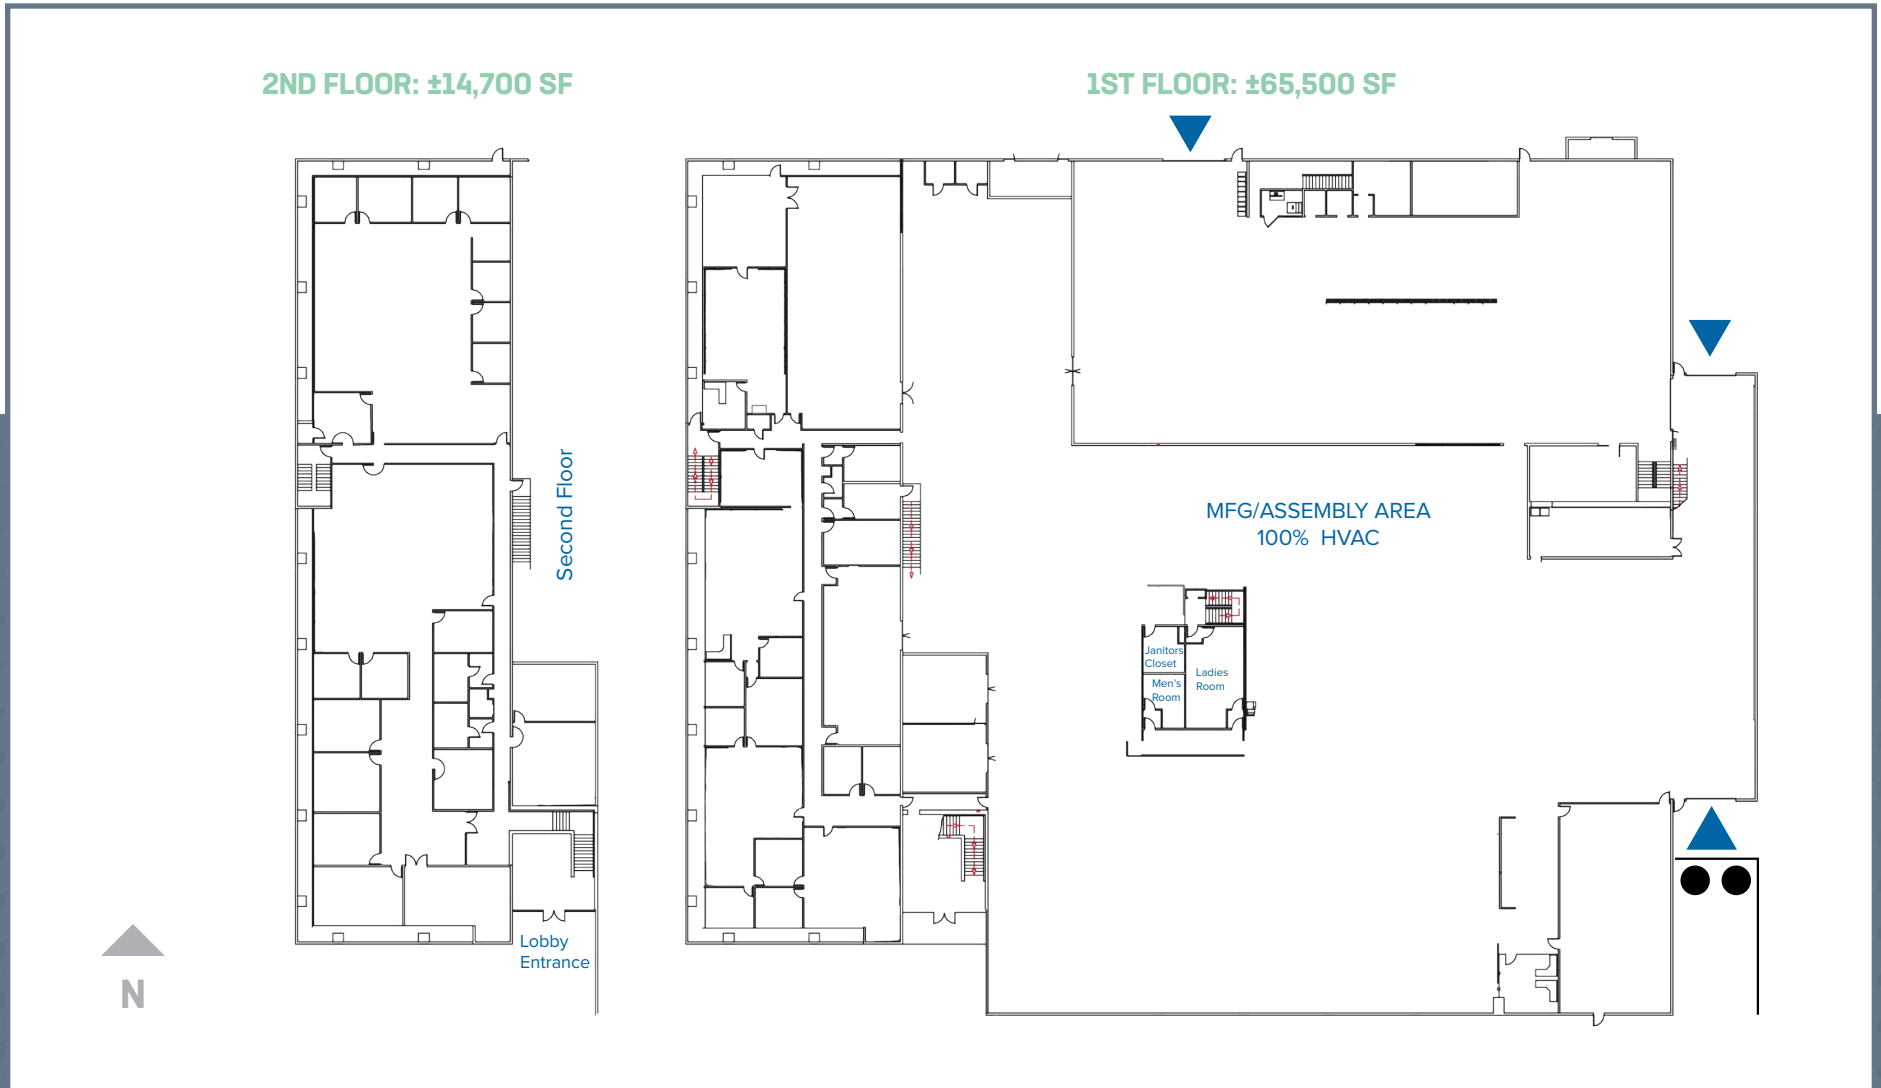 2ND FLOOR: ±14,700 SF
1ST FLOOR: ±65,500 SF
Second Floor
MFG/ASSEMBLY AREA
100% HVAC
Janitors
Closet
Ladies
Room
Men's
Room
Lobby
Entrance
N